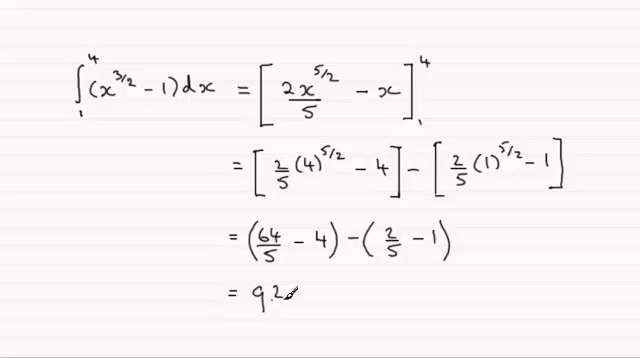 ∫₁⁴ (x^{3/2} − 1) dx = [2x^{5/2}/5 − x]₁⁴
= [2/5 (4)^{5/2} − 4] − [2/5 (1)^{5/2} − 1]
= (64/5 − 4) − (2/5 − 1)
= 9.2